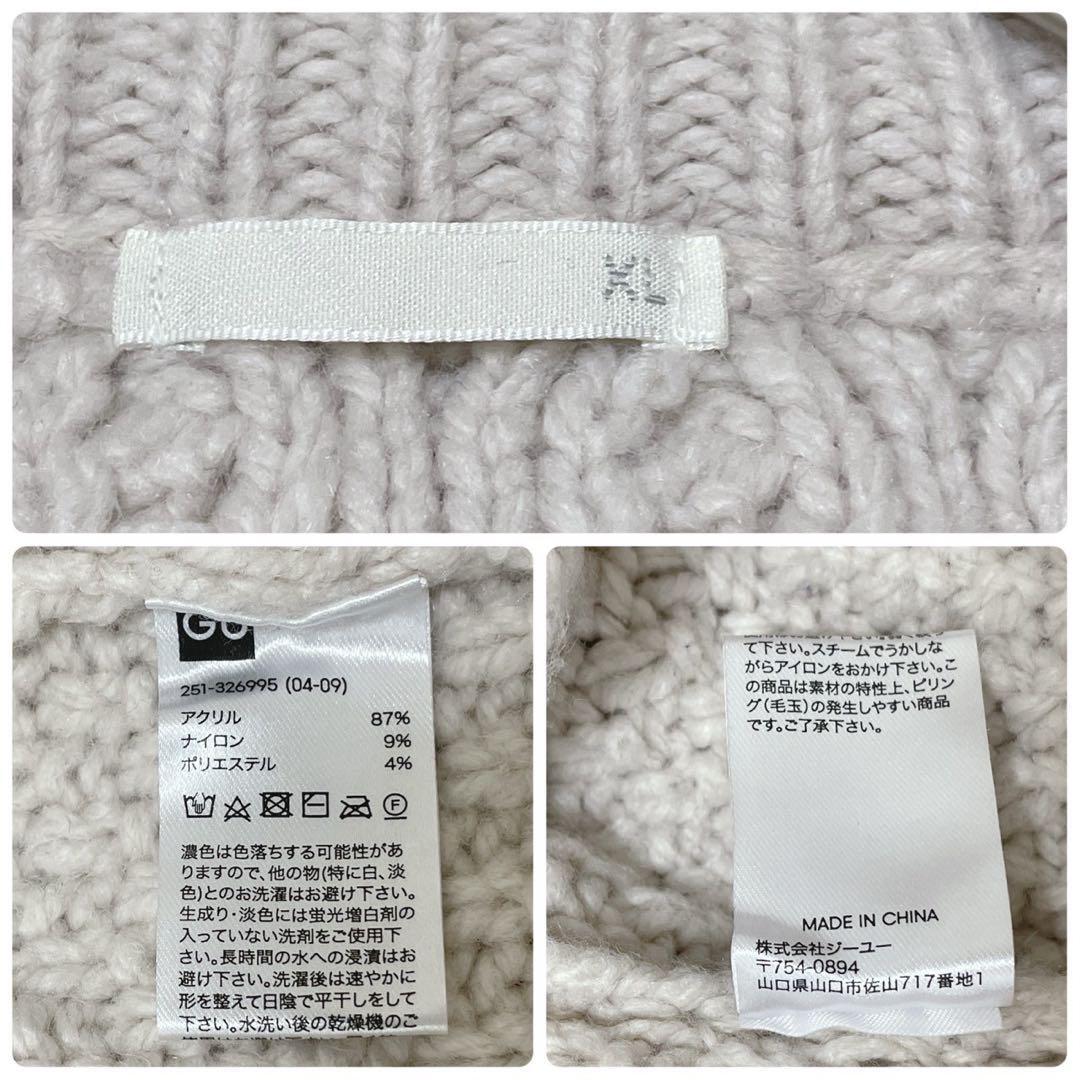 XL
GU
251-326995 (04-09)
アクリル 87%
ナイロン 9%
ポリエステル 4%
濃色は色落ちする可能性があ
りますので、他の物(特に白、淡
色)とのお洗濯はお避け下さい。
生成り・淡色には蛍光増白剤の
入っていない洗剤をご使用下
さい。長時間の水への浸漬はお
避け下さい。洗濯後は速やかに
形を整えて日陰で平干しをして
下さい。水洗い後の乾燥機のご
て下さい。スチームでうかしな
がらアイロンをおかけ下さい。こ
の商品は素材の特性上、ピリン
グ(毛玉)の発生しやすい商品
です。ご了承下さい。
MADE IN CHINA
株式会社ジーユー
〒754-0894
山口県山口市佐山717番地1